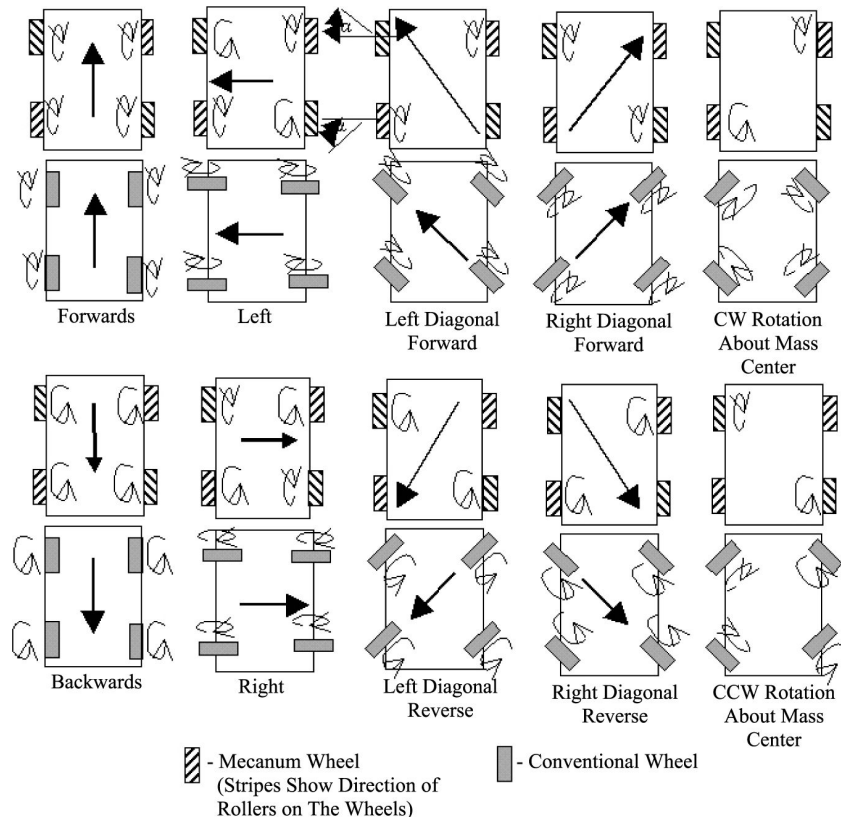 α
α
Forwards
Left
Left Diagonal
Forward
Right Diagonal
Forward
CW Rotation
About Mass
Center
Backwards
Right
Left Diagonal
Reverse
Right Diagonal
Reverse
CCW Rotation
About Mass
Center
- Mecanum Wheel
(Stripes Show Direction of
Rollers on The Wheels)
- Conventional Wheel